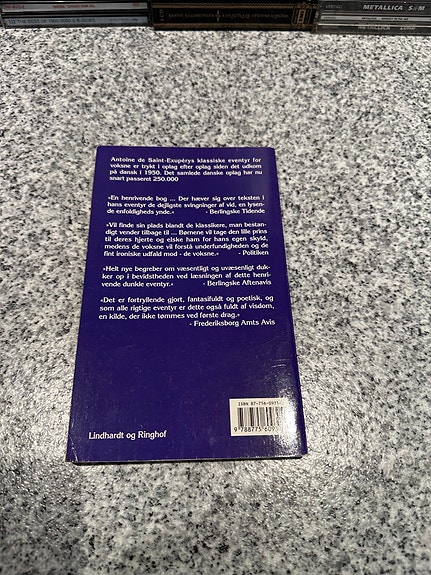 METALLICA S&M
METALLICA
Antoine de Saint-Exupérys klassiske eventyr for
voksne er trykt i oplag efter oplag siden det udkom
på dansk i 1950. Det samlede danske oplag har nu
snart passeret 250.000
»En henrivende bog ... Der hæver sig over teksten i
hans eventyr de dejligste svingninger af vid, en lysen-
de enfoldigheds ynde.« - Berlingske Tidende
»Vil finde sin plads blandt de klassikere, man bestan-
digt vender tilbage til ... Børnene vil tage den lille prins
til deres hjerte og elske ham for hans egen skyld,
medens de voksne vil forstå underfundigheden og de
fint ironiske udfald mod - de voksne.« - Politiken
»Helt nye begreber om væsentligt og uvæsentligt duk-
ker op i bevidstheden ved læsningen af dette henri-
vende dunkle eventyr.« - Berlingske Aftenavis
»Det er fortryllende gjort, fantasifuldt og poetisk, og
som alle rigtige eventyr er dette også fuldt af visdom,
en kilde, der ikke tømmes ved første drag.«
- Frederiksborg Amts Avis
ISBN 87-756-
9 788775 609
Lindhardt og Ringhof